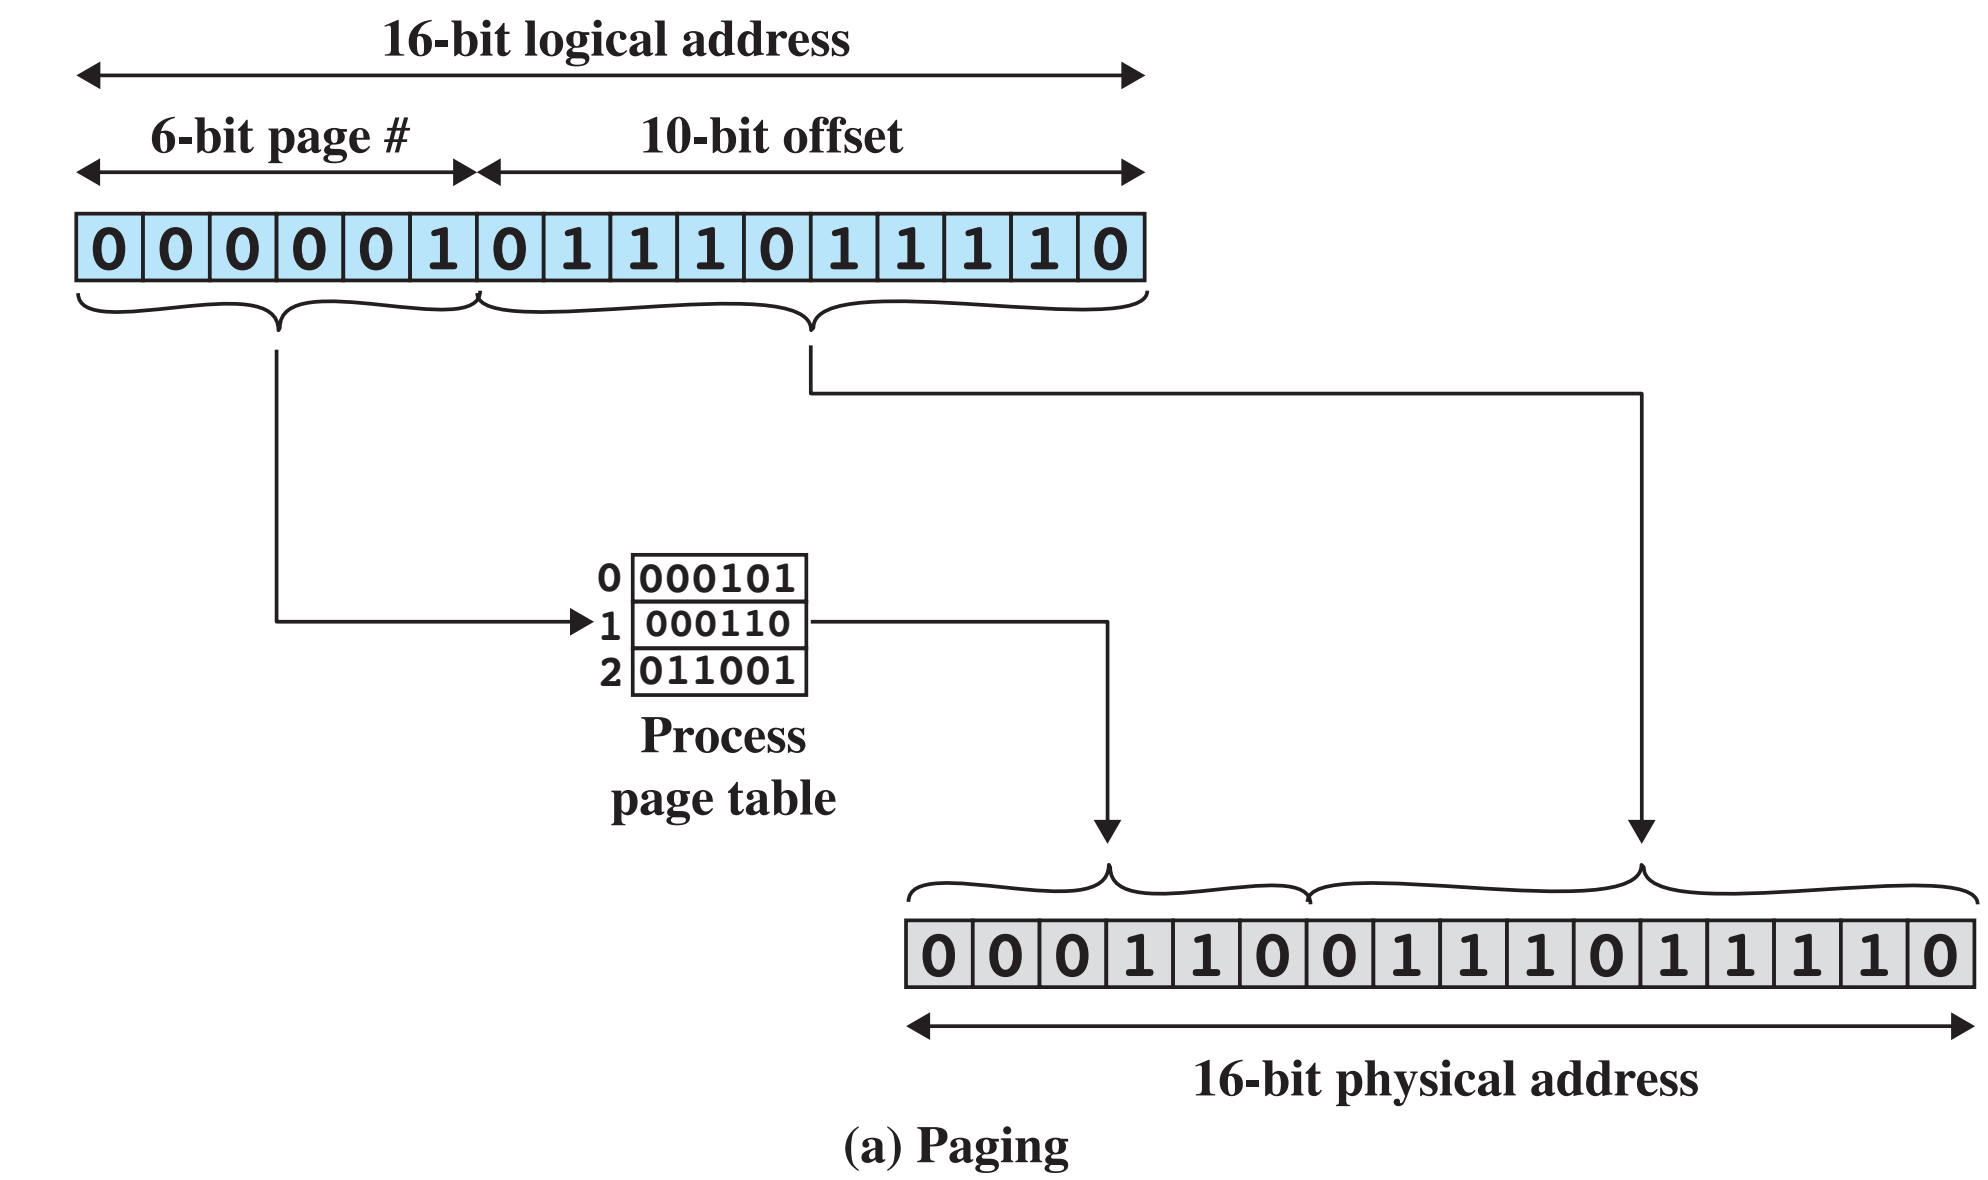 16-bit logical address
6-bit page # 10-bit offset
0 0 0 0 0 1 0 1 1 1 0 1 1 1 1 0
0 000101
1 000110
2 011001
Process
page table
0 0 0 1 1 0 0 1 1 1 0 1 1 1 1 0
16-bit physical address
(a) Paging